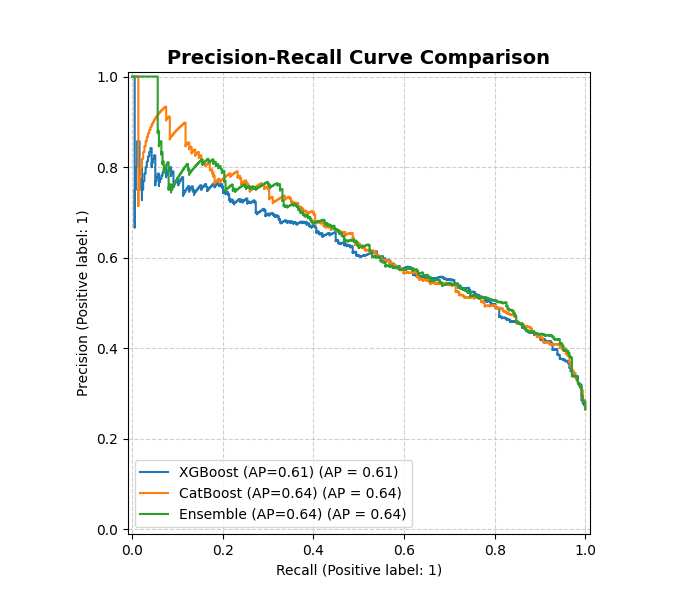 Precision-Recall Curve Comparison
1.0
0.8
0.6
0.4
0.2
0.0
Precision (Positive label: 1)
XGBoost (AP=0.61) (AP = 0.61)
CatBoost (AP=0.64) (AP = 0.64)
Ensemble (AP=0.64) (AP = 0.64)
0.0 0.2 0.4 0.6 0.8 1.0
Recall (Positive label: 1)